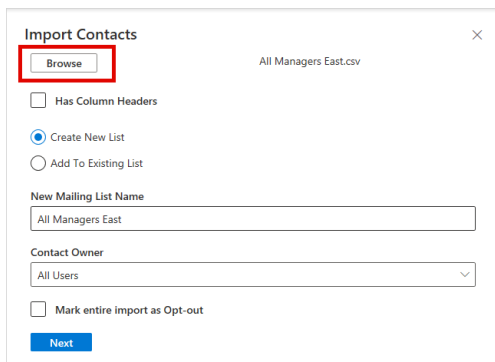 Import Contacts
Browse
All Managers East.csv
Has Column Headers
Create New List
Add To Existing List
New Mailing List Name
All Managers East
Contact Owner
All Users
Mark entire import as Opt-out
Next